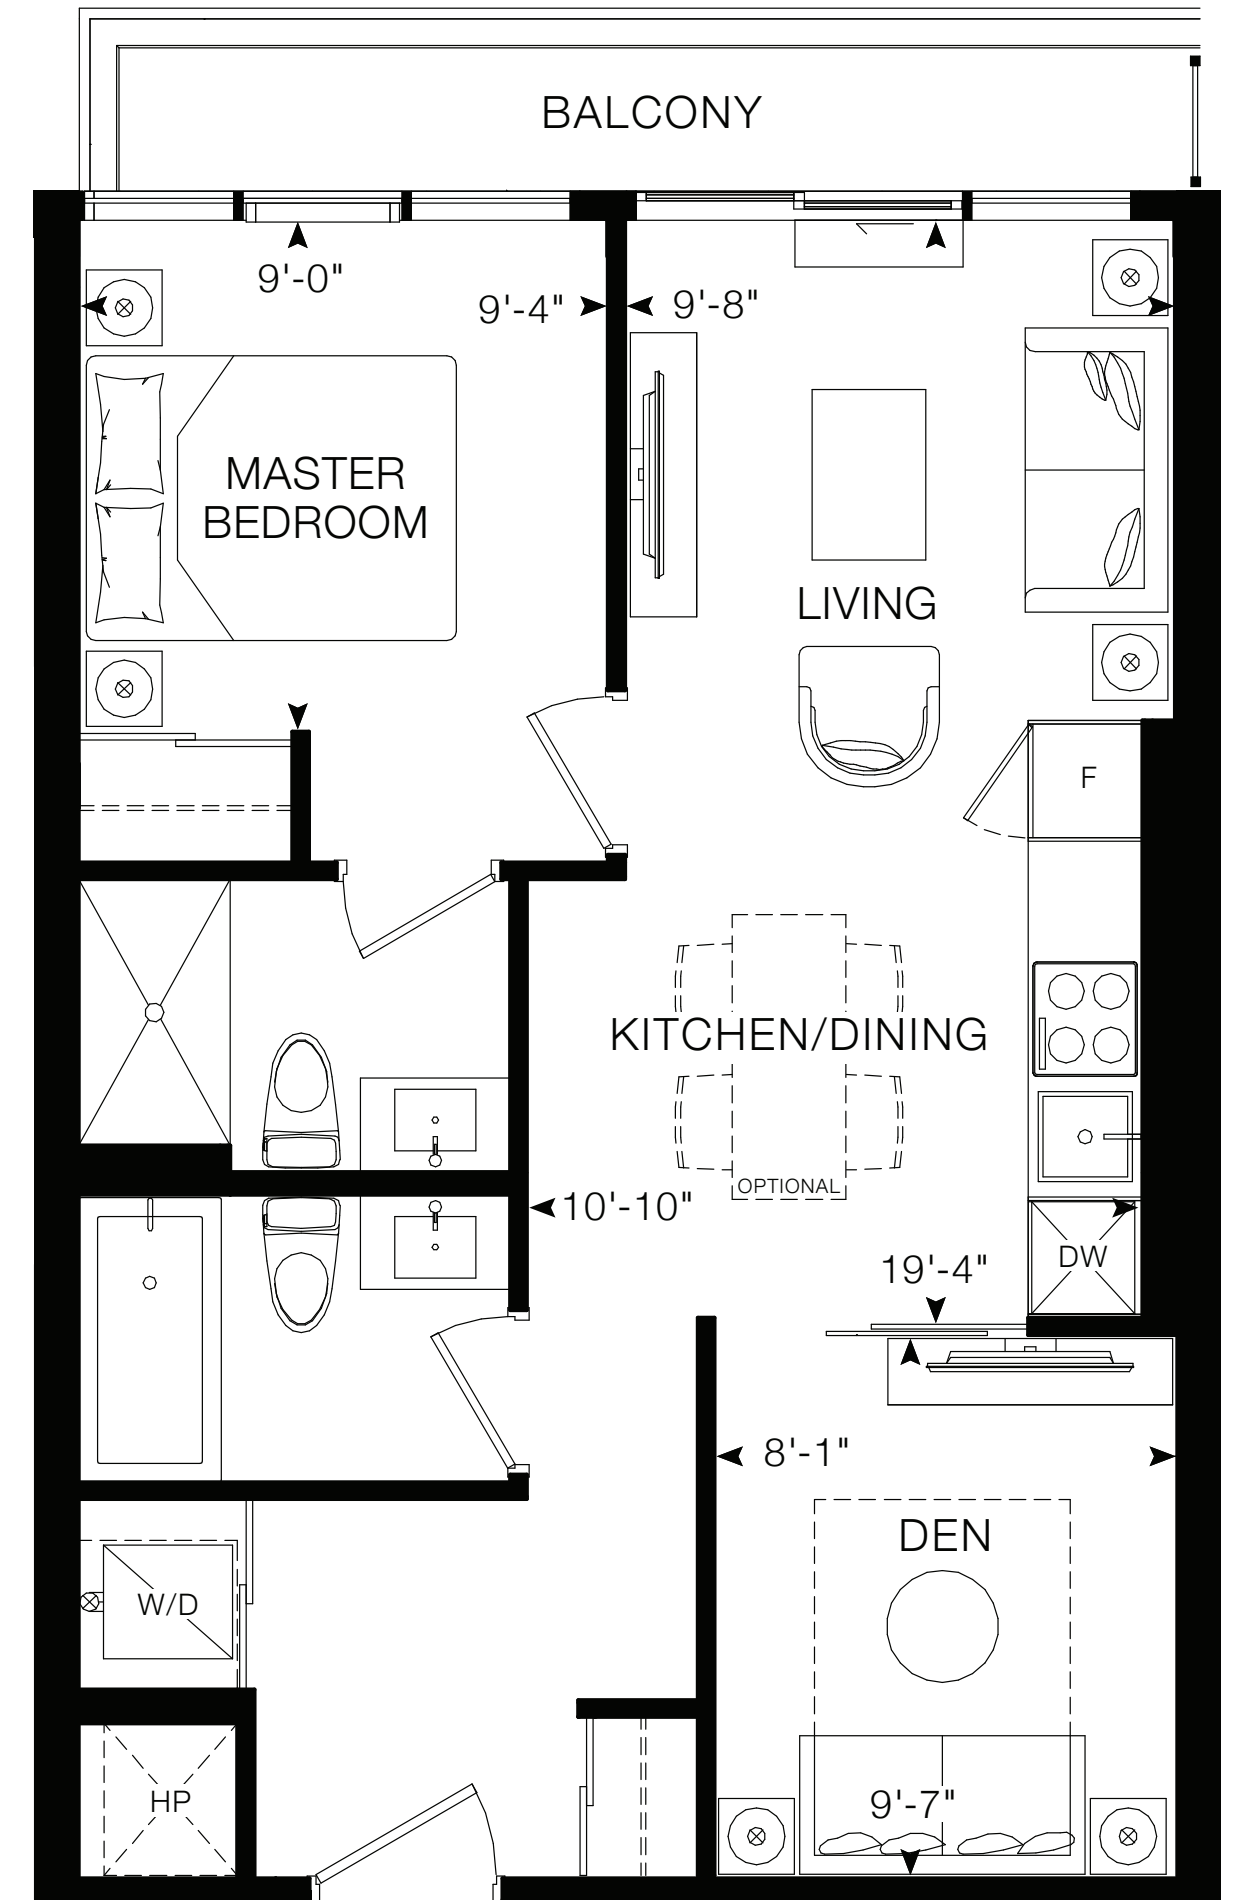 BALCONY
9'-0"
9'-4"
9'-8"
MASTER
BEDROOM
LIVING
F
KITCHEN/DINING
OPTIONAL
10'-10"
DW
19'-4"
8'-1"
DEN
W/D
HP
9'-7"